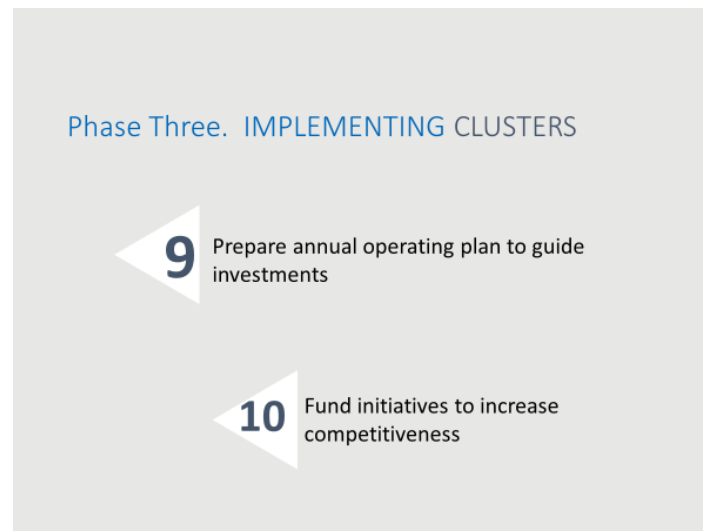 Phase Three.  IMPLEMENTING CLUSTERS
9
Prepare annual operating plan to guide
investments
10
Fund initiatives to increase
competitiveness